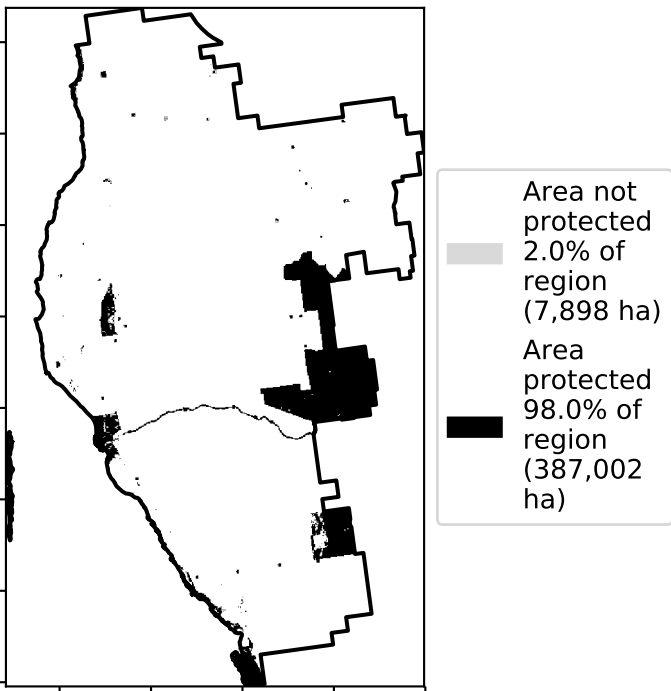 Area not
protected
2.0% of
region
(7,898 ha)
Area
protected
98.0% of
region
(387,002
ha)